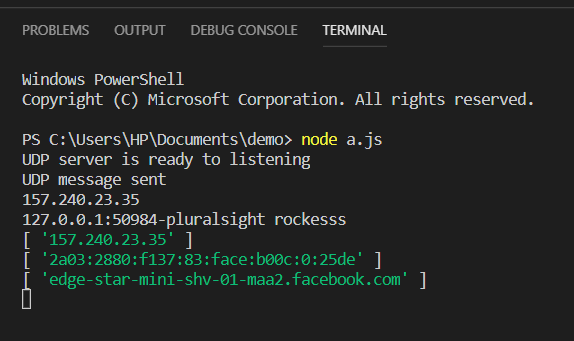 PROBLEMS OUTPUT DEBUG CONSOLE TERMINAL
Windows PowerShell
Copyright (C) Microsoft Corporation. All rights reserved.
PS C:\Users\HP\Documents\demo> node a.js
UDP server is ready to listening
UDP message sent
157.240.23.35
127.0.0.1:50984-pluralsight rockesss
[ '157.240.23.35' ]
[ '2a03:2880:f137:83:face:b00c:0:25de' ]
[ 'edge-star-mini-shv-01-maa2.facebook.com' ]